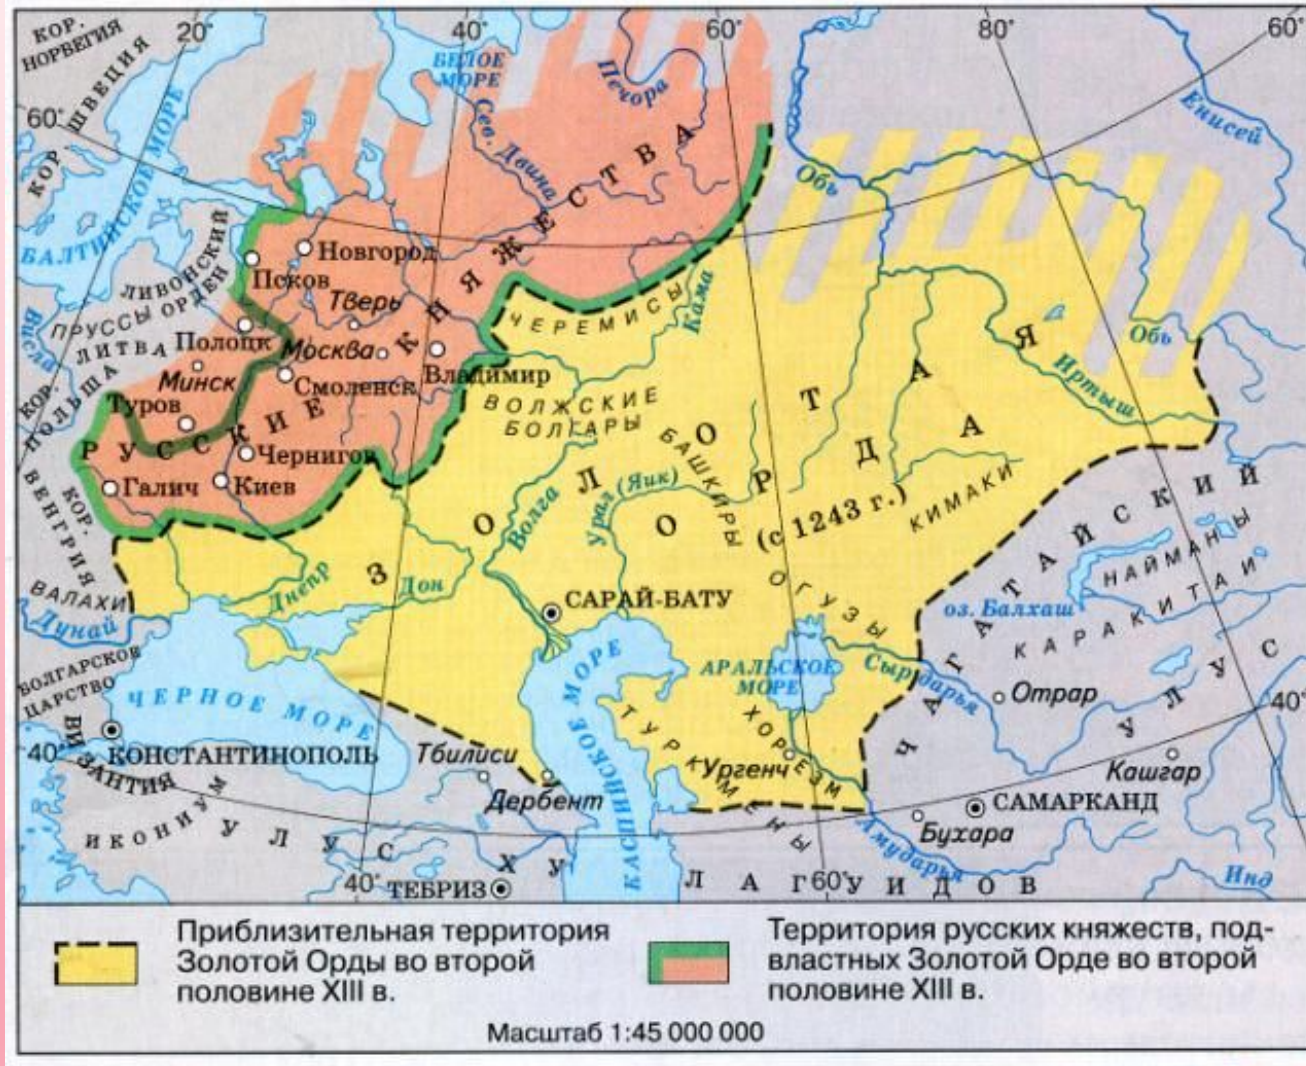 КОР. НОРВЕГИЯ
ШВЕЦИЯ
КОР
20°
40°
80°
60°
60°
БЕЛОЕ МОРЕ
Печора
Сев. Двина
Енисей
Обь
БАЛТИЙСКОЕ МОРЕ
ЛИВОНСКИЙ ОРДЕН
ПРУССЫ
ЛИТВА
Висла
КОР. ПОЛЬША
КОР. ВЕНГРИЯ
Новгород
Псков
Тверь
Полоцк
Москва
Минск
Смоленск
Владимир
Туров
Чернигов
Галич
Киев
РУССКИЕ КНЯЖЕСТВА
60°
ЧЕРЕМИСЫ
Кама
ВОЛЖСКИЕ БОЛГАРЫ
БАШКИРЫ
Обь
Иртыш
ЗОЛОТАЯ ОРДА
(с 1243 г.)
КИМАКИ
Волга
Урал (Яик)
Дон
Днепр
ВАЛАХИ
Дунай
САРАЙ-БАТУ
ОГУЗЫ
АРАЛЬСКОЕ МОРЕ
Сырдарья
оз. Балхаш
НАЙМАНЫ
КАРАКИТАИ
ЧАГАТАЙСКИЙ УЛУС
Отрар
40°
БОЛГАРСКОЕ ЦАРСТВО
ЧЕРНОЕ МОРЕ
40°
КОНСТАНТИНОПОЛЬ
ВИЗАНТИЯ
ИКОНИУМ
Тбилиси
Дербент
КАСПИЙСКОЕ МОРЕ
ТУРКМЕНЫ
ХОРЕЗМ
Ургенч
Кашгар
САМАРКАНД
Бухара
Амударья
Инд
УЛУС ХУЛАГУИДОВ
40°
ТЕБРИЗ
60°
Приблизительная территория
Золотой Орды во второй
половине XIII в.
Территория русских княжеств, под-
властных Золотой Орде во второй
половине XIII в.
Масштаб 1:45 000 000